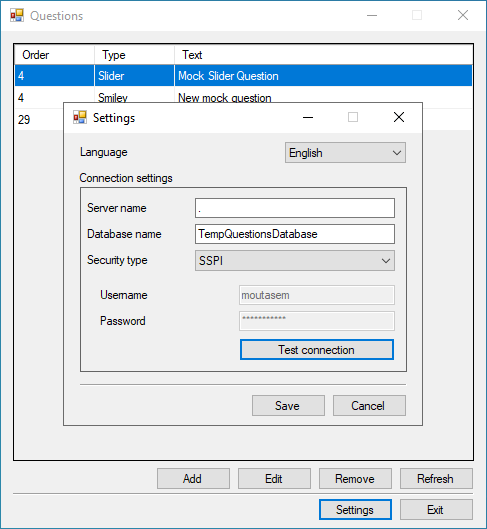 Questions
Order Type Text
4 Slider Mock Slider Question
4 Smiley New mock question
29
Settings
Language English
Connection settings
Server name .
Database name TempQuestionsDatabase
Security type SSPI
Username moutasem
Password ***********
Test connection
Save Cancel
Add Edit Remove Refresh
Settings Exit